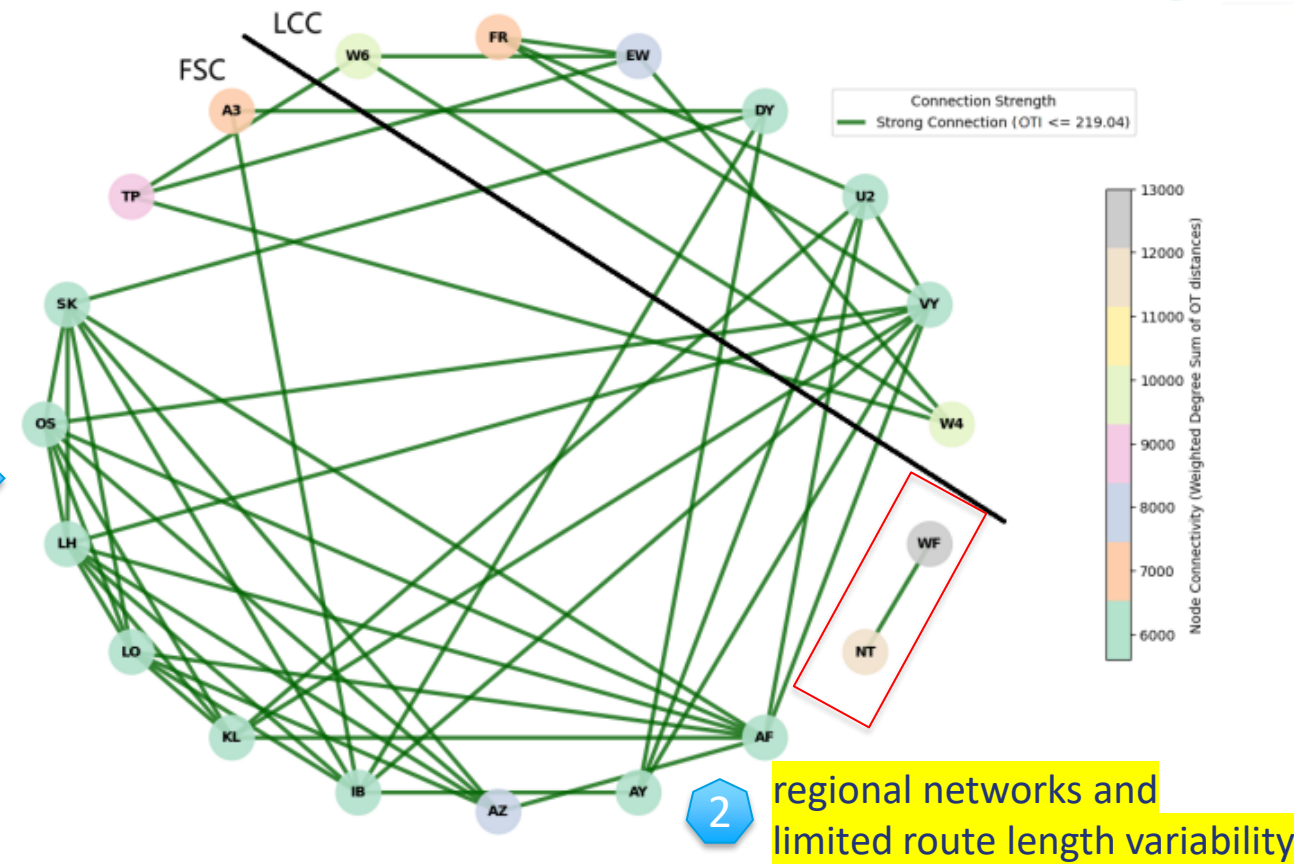 LCC
FSC
FR
W6
EW
A3
DY
Connection Strength
Strong Connection (OTI <= 219.04)
TP
U2
SK
VY
OS
W4
LH
WF
LO
NT
KL
AF
IB
AZ
AY
13000
12000
11000
10000
9000
8000
7000
6000
Node Connectivity (Weighted Degree Sum of OT distances)
2
regional networks and
limited route length variability